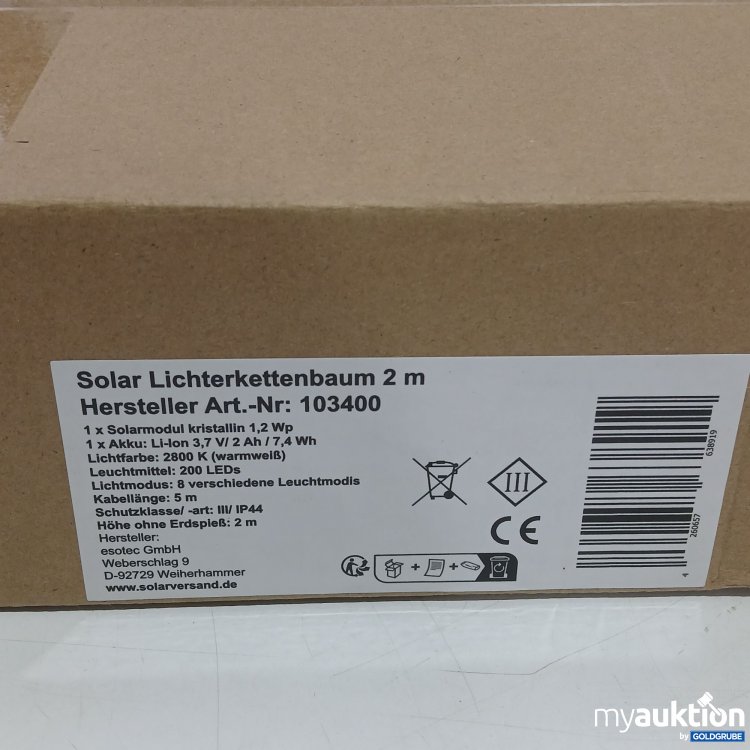 Solar Lichterkettenbaum 2 m
Hersteller Art.-Nr: 103400
1 x Solarmodul kristallin 1,2 Wp
1 x Akku: Li-Ion 3,7 V/ 2 Ah / 7,4 Wh
Lichtfarbe: 2800 K (warmweiß)
Leuchtmittel: 200 LEDs
Lichtmodus: 8 verschiedene Leuchtmodis
Kabellänge: 5 m
Schutzklasse/ -art: III/ IP44
Höhe ohne Erdspieß: 2 m
Hersteller:
esotec GmbH
Weberschlag 9
D-92729 Weiherhammer
www.solarversand.de
III
CE
4 260657 638919
myauktion
by GOLDGRUBE